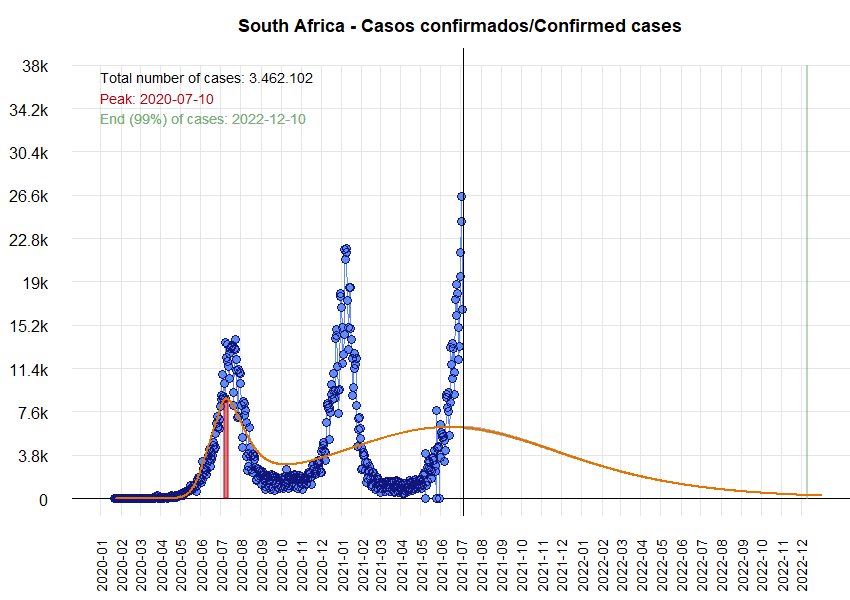 South Africa - Casos confirmados/Confirmed cases
Total number of cases: 3.462.102
Peak: 2020-07-10
End (99%) of cases: 2022-12-10
38k
34.2k
30.4k
26.6k
22.8k
19k
15.2k
11.4k
7.6k
3.8k
0
2020-01
2020-02
2020-03
2020-04
2020-05
2020-06
2020-07
2020-08
2020-09
2020-10
2020-11
2020-12
2021-01
2021-02
2021-03
2021-04
2021-05
2021-06
2021-07
2021-08
2021-09
2021-10
2021-11
2021-12
2022-01
2022-02
2022-03
2022-04
2022-05
2022-06
2022-07
2022-08
2022-09
2022-10
2022-11
2022-12